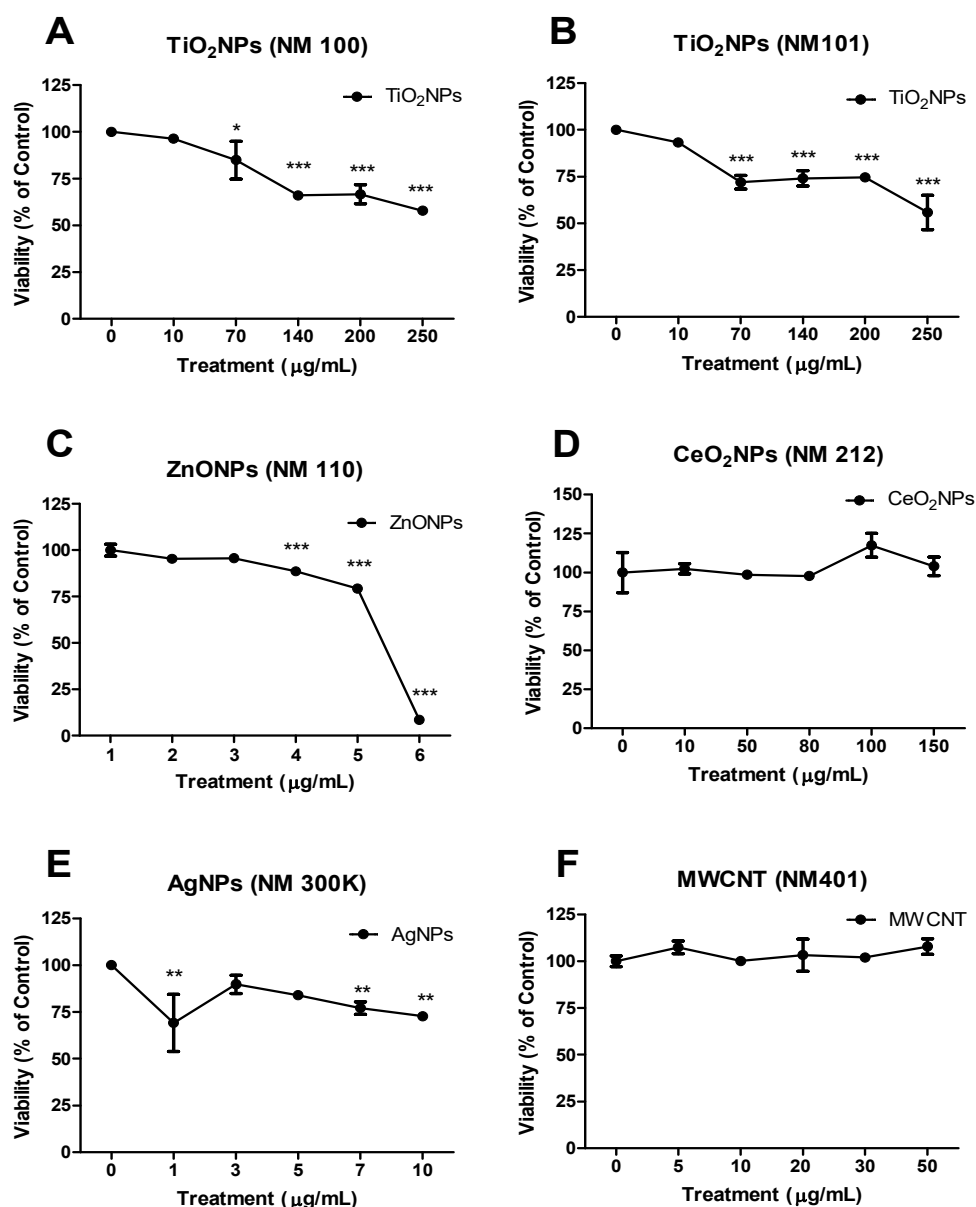 A
TiO₂NPs (NM 100)
TiO₂NPs
Viability (% of Control)
125
100
75
50
25
0
*
***
***
***
0 10 70 140 200 250
Treatment (µg/mL)
B
TiO₂NPs (NM101)
TiO₂NPs
Viability (% of Control)
125
100
75
50
25
0
***
***
***
***
0 10 70 140 200 250
Treatment (µg/mL)
C
ZnONPs (NM 110)
ZnONPs
Viability (% of Control)
125
100
75
50
25
0
***
***
***
1 2 3 4 5 6
Treatment (µg/mL)
D
CeO₂NPs (NM 212)
CeO₂NPs
Viability (% of Control)
150
125
100
75
50
25
0
0 10 50 80 100 150
Treatment (µg/mL)
E
AgNPs (NM 300K)
AgNPs
Viability (% of Control)
125
100
75
50
25
0
**
**
**
0 1 3 5 7 10
Treatment (µg/mL)
F
MWCNT (NM401)
MWCNT
Viability (% of Control)
125
100
75
50
25
0
0 5 10 20 30 50
Treatment (µg/mL)